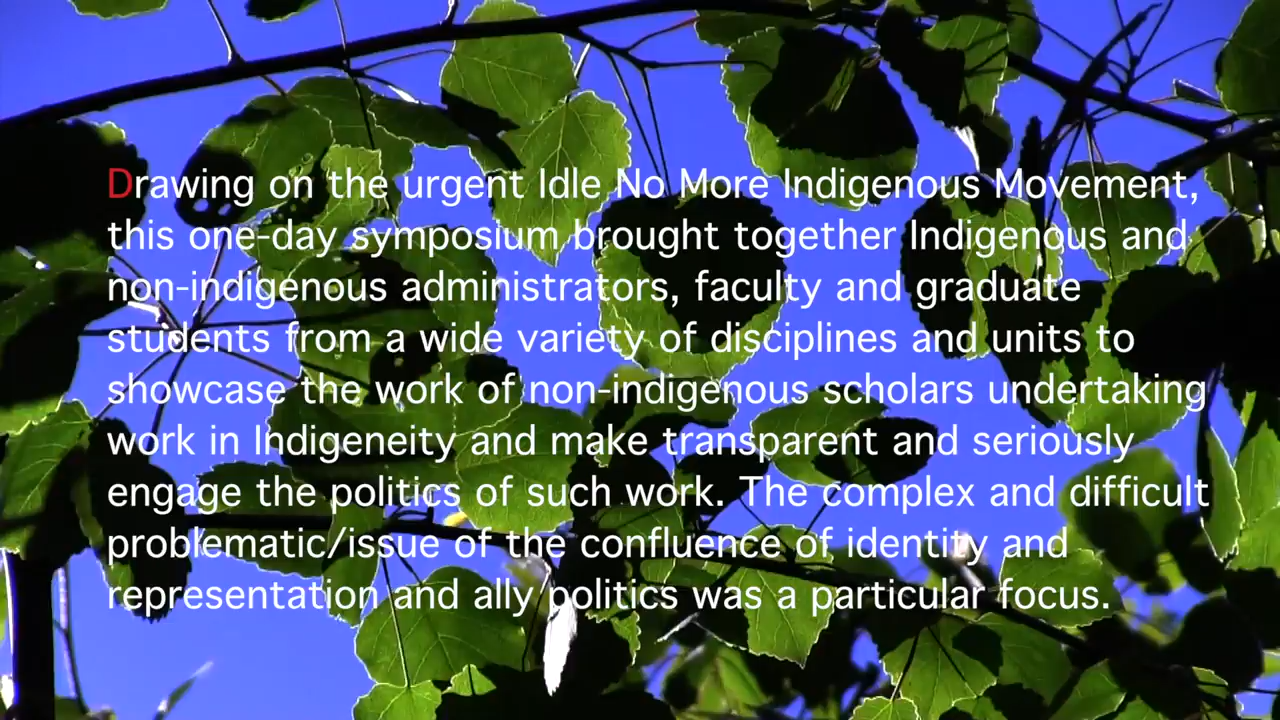 Drawing on the urgent Idle No More Indigenous Movement,
this one-day symposium brought together Indigenous and
non-indigenous administrators, faculty and graduate
students from a wide variety of disciplines and units to
showcase the work of non-indigenous scholars undertaking
work in Indigeneity and make transparent and seriously
engage the politics of such work. The complex and difficult
problematic/issue of the confluence of identity and
representation and ally politics was a particular focus.